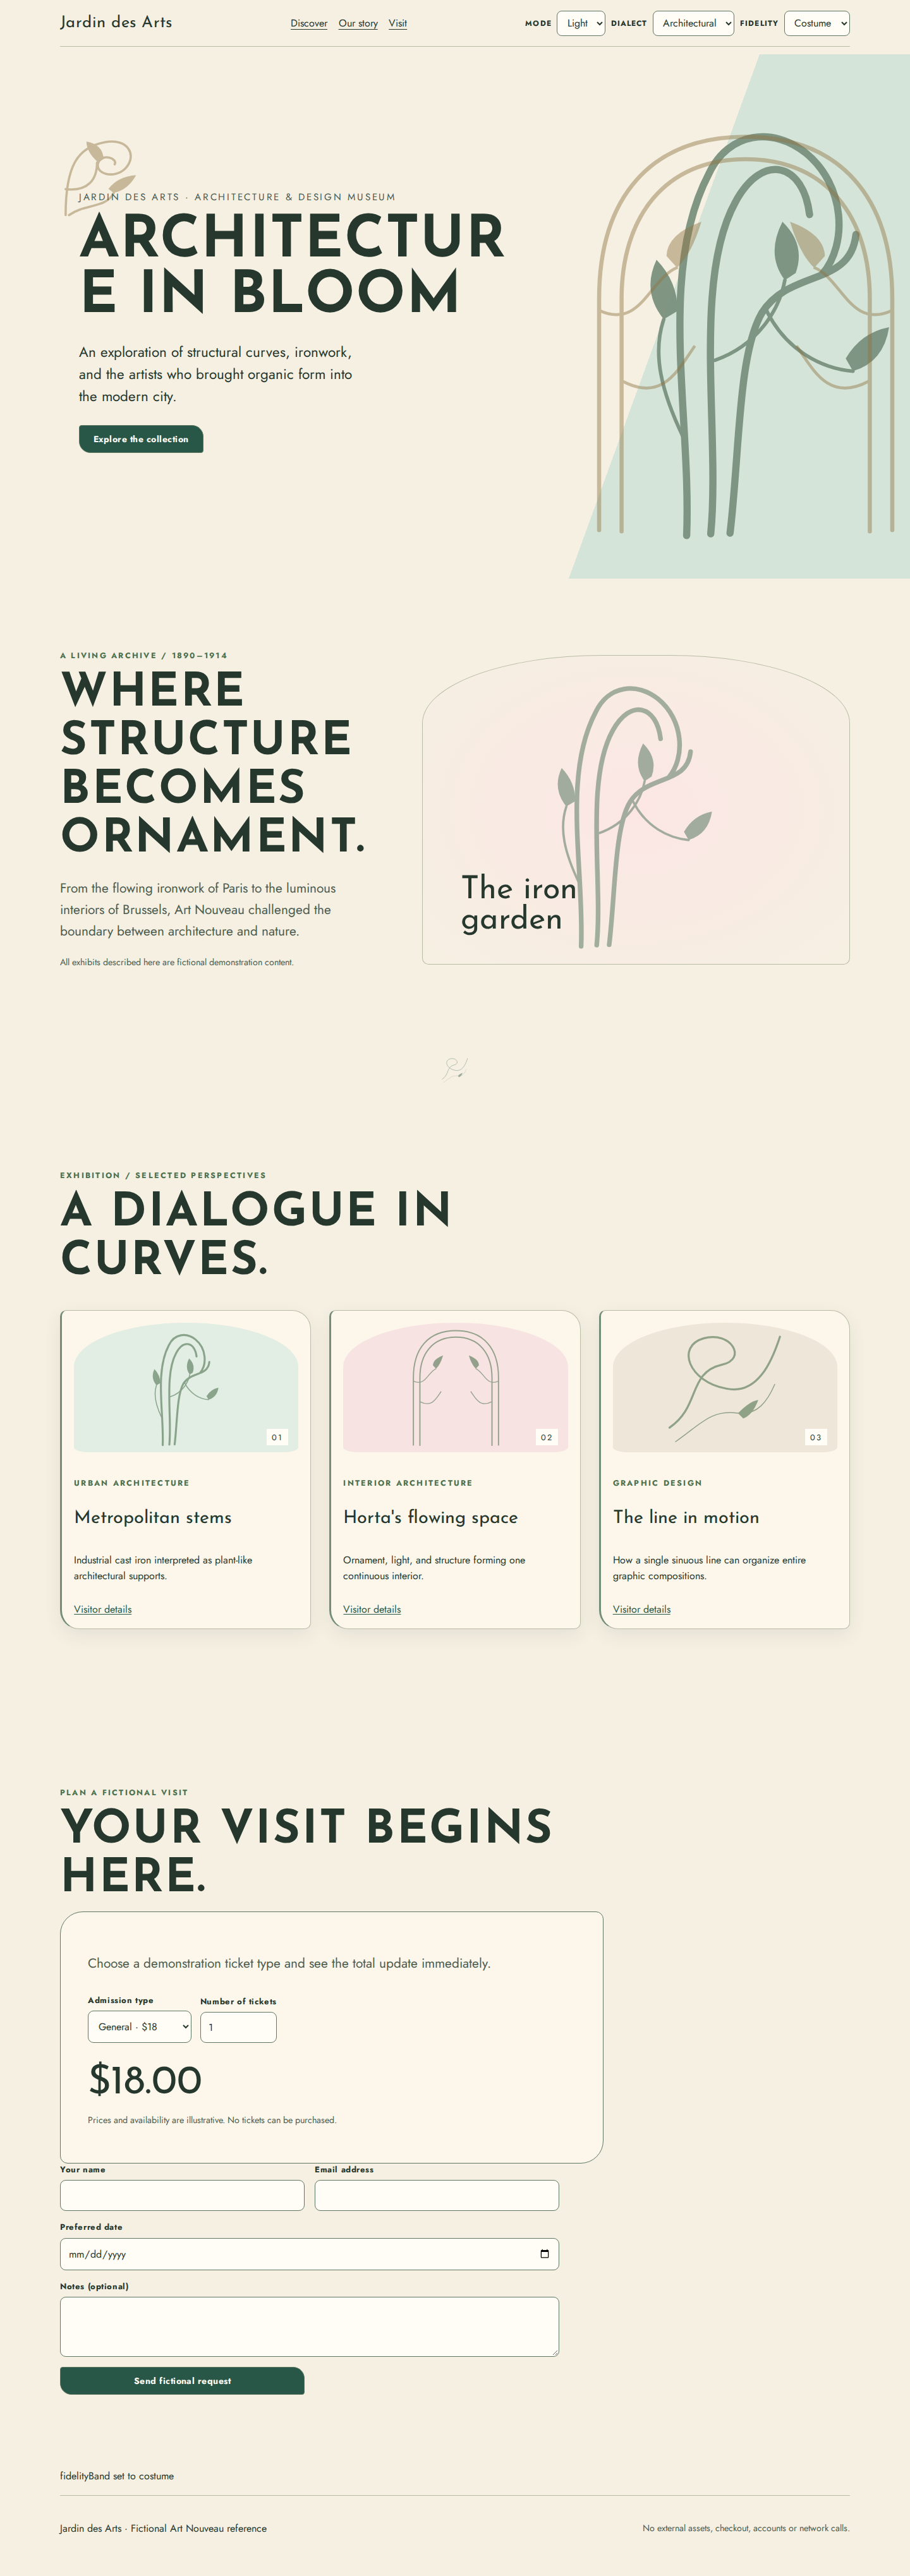 Jardin des Arts
Discover Our story Visit
MODE Light DIALECT Architectural FIDELITY Costume
JARDIN DES ARTS · ARCHITECTURE & DESIGN MUSEUM
ARCHITECTUR
E IN BLOOM
An exploration of structural curves, ironwork,
and the artists who brought organic form into
the modern city.
Explore the collection
A LIVING ARCHIVE / 1890–1914
WHERE
STRUCTURE
BECOMES
ORNAMENT.
From the flowing ironwork of Paris to the luminous
interiors of Brussels, Art Nouveau challenged the
boundary between architecture and nature.
All exhibits described here are fictional demonstration content.
The iron
garden
EXHIBITION / SELECTED PERSPECTIVES
A DIALOGUE IN
CURVES.
01
URBAN ARCHITECTURE
Metropolitan stems
Industrial cast iron interpreted as plant-like
architectural supports.
Visitor details
02
INTERIOR ARCHITECTURE
Horta's flowing space
Ornament, light, and structure forming one
continuous interior.
Visitor details
03
GRAPHIC DESIGN
The line in motion
How a single sinuous line can organize entire
graphic compositions.
Visitor details
PLAN A FICTIONAL VISIT
YOUR VISIT BEGINS
HERE.
Choose a demonstration ticket type and see the total update immediately.
Admission type Number of tickets
General · $18 1
$18.00
Prices and availability are illustrative. No tickets can be purchased.
Your name Email address
Preferred date
mm/dd/yyyy
Notes (optional)
Send fictional request
fidelityBand set to costume
Jardin des Arts · Fictional Art Nouveau reference
No external assets, checkout, accounts or network calls.